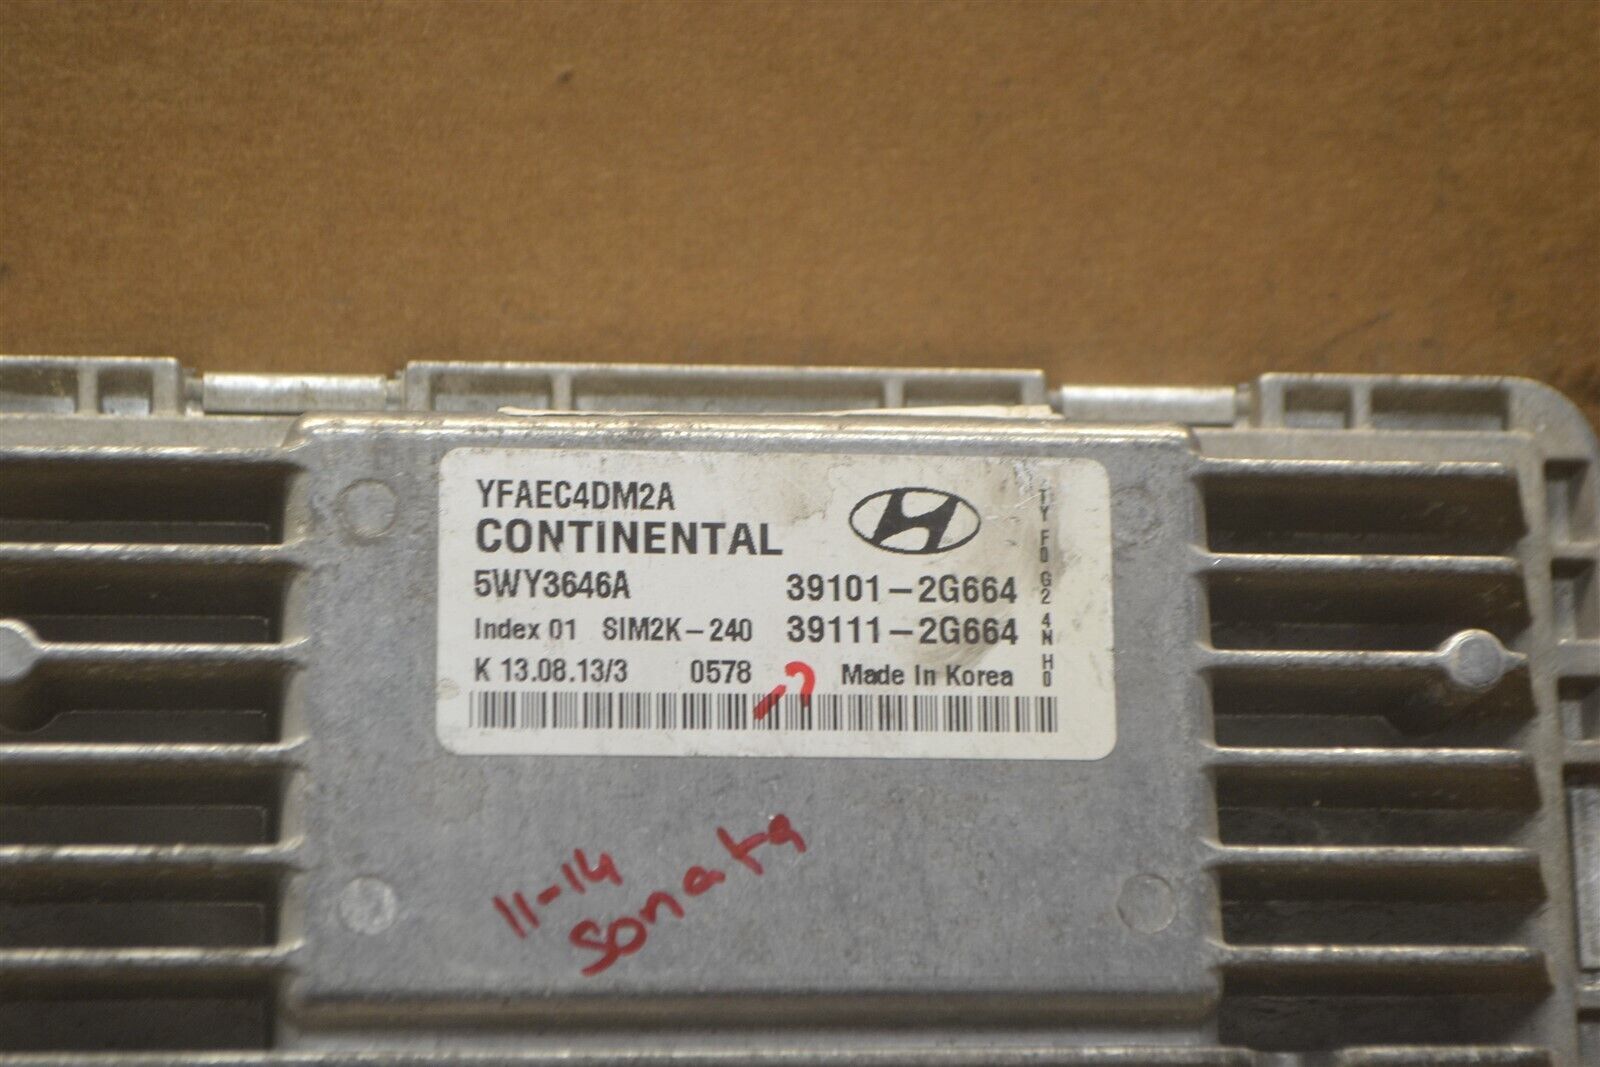 YFAEC4DM2A
CONTINENTAL
5WY3646A 39101-2G664
Index 01 SIM2K-240 39111-2G664
K 13.08.13/3 0578 Made In Korea
TYF0G24NH0
11-14
Sonata